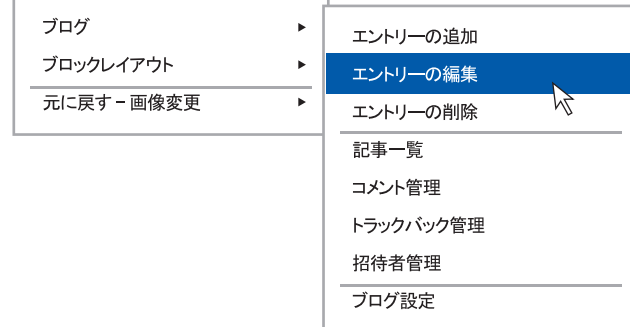 ブログ
ブロックレイアウト
元に戻す－画像変更
エントリーの追加
エントリーの編集
エントリーの削除
記事一覧
コメント管理
トラックバック管理
招待者管理
ブログ設定